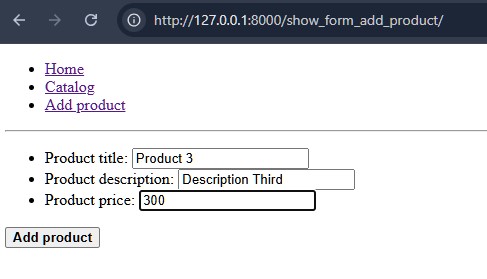 http://127.0.0.1:8000/show_form_add_product/
Home
Catalog
Add product
Product title: Product 3
Product description: Description Third
Product price: 300
Add product